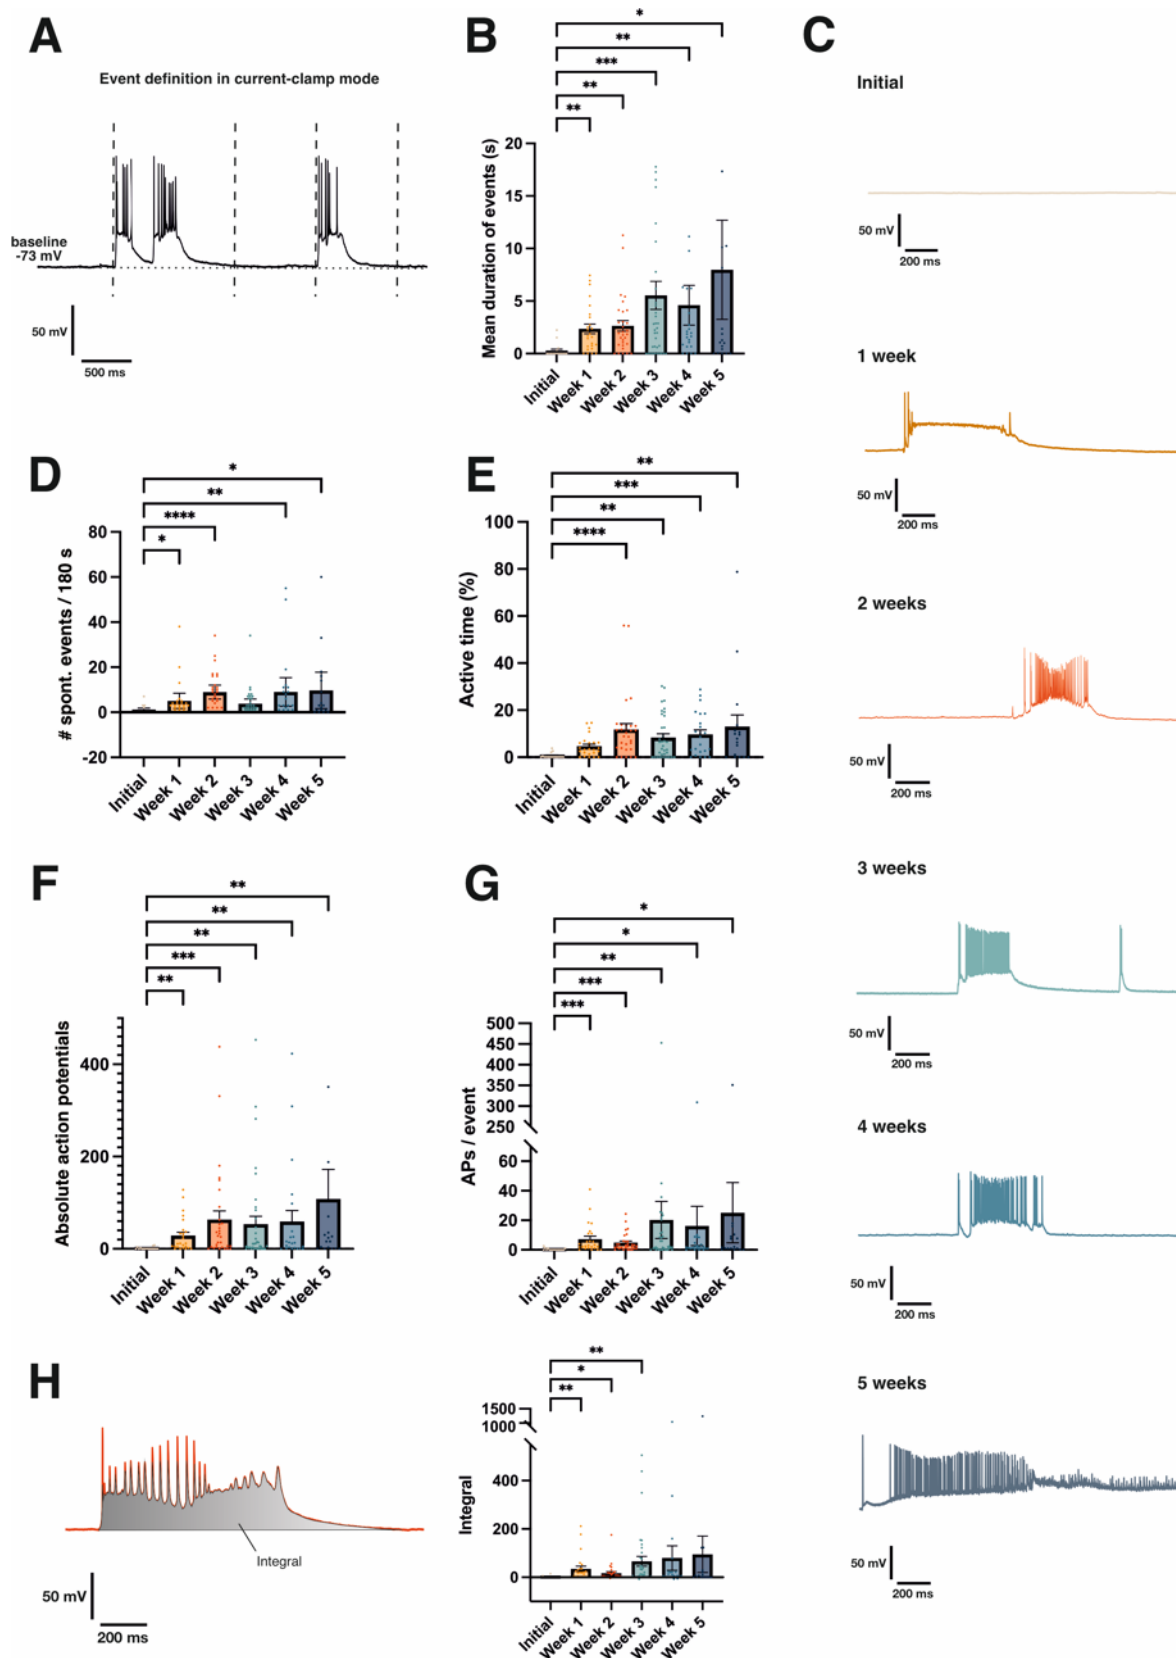 A
Event definition in current-clamp mode
baseline
-73 mV
50 mV
500 ms
B
*
**
***
**
**
Mean duration of events (s)
20
15
10
5
0
Initial
Week 1
Week 2
Week 3
Week 4
Week 5
C
Initial
50 mV
200 ms
1 week
50 mV
200 ms
2 weeks
50 mV
200 ms
3 weeks
50 mV
200 ms
4 weeks
50 mV
200 ms
5 weeks
50 mV
200 ms
D
*
**
****
*
# spont. events / 180 s
80
60
40
20
0
-20
Initial
Week 1
Week 2
Week 3
Week 4
Week 5
E
**
***
**
****
Active time (%)
100
80
60
40
20
0
Initial
Week 1
Week 2
Week 3
Week 4
Week 5
F
**
**
**
***
**
Absolute action potentials
400
200
0
Initial
Week 1
Week 2
Week 3
Week 4
Week 5
G
*
*
**
***
***
APs / event
500
450
400
350
300
250
60
40
20
0
Initial
Week 1
Week 2
Week 3
Week 4
Week 5
H
Integral
50 mV
200 ms
**
*
**
Integral
1500
1000
400
200
0
Initial
Week 1
Week 2
Week 3
Week 4
Week 5